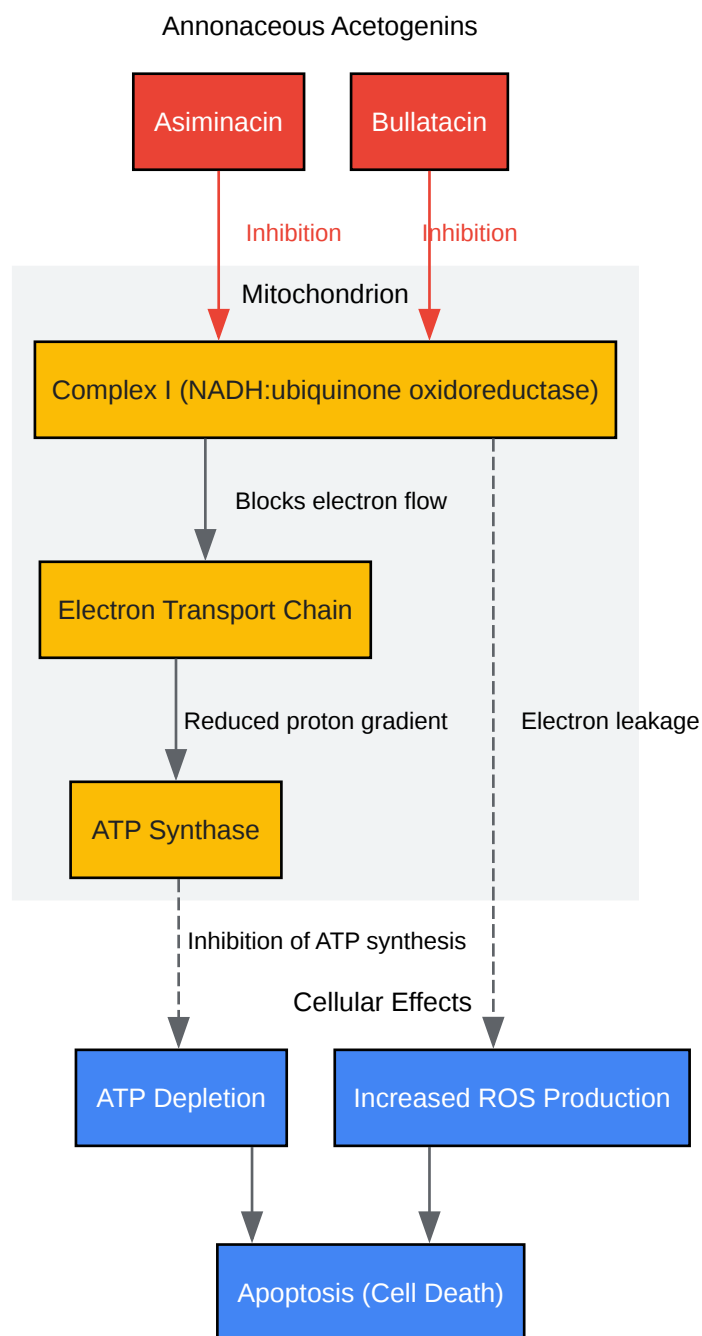 Annonaceous Acetogenins
Asiminacin
Bullatacin
Inhibition
Inhibition
Mitochondrion
Complex I (NADH:ubiquinone oxidoreductase)
Blocks electron flow
Electron Transport Chain
Reduced proton gradient
Electron leakage
ATP Synthase
Inhibition of ATP synthesis
Cellular Effects
ATP Depletion
Increased ROS Production
Apoptosis (Cell Death)